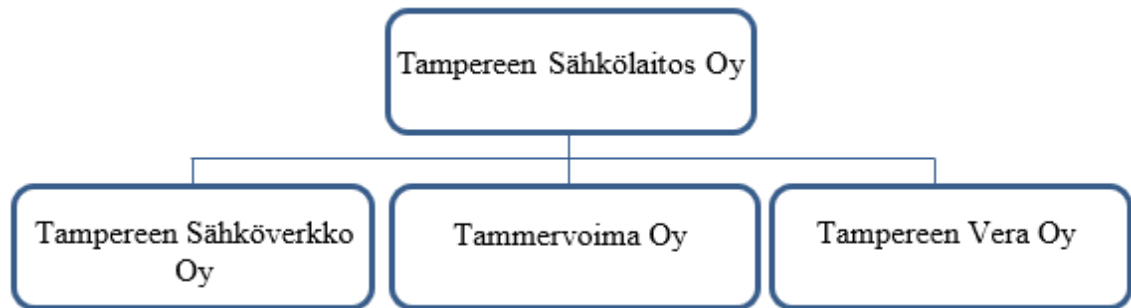 Tampereen Sähkölaitos Oy
Tampereen Sähköverkko
Oy
Tammervoima Oy
Tampereen Vera Oy